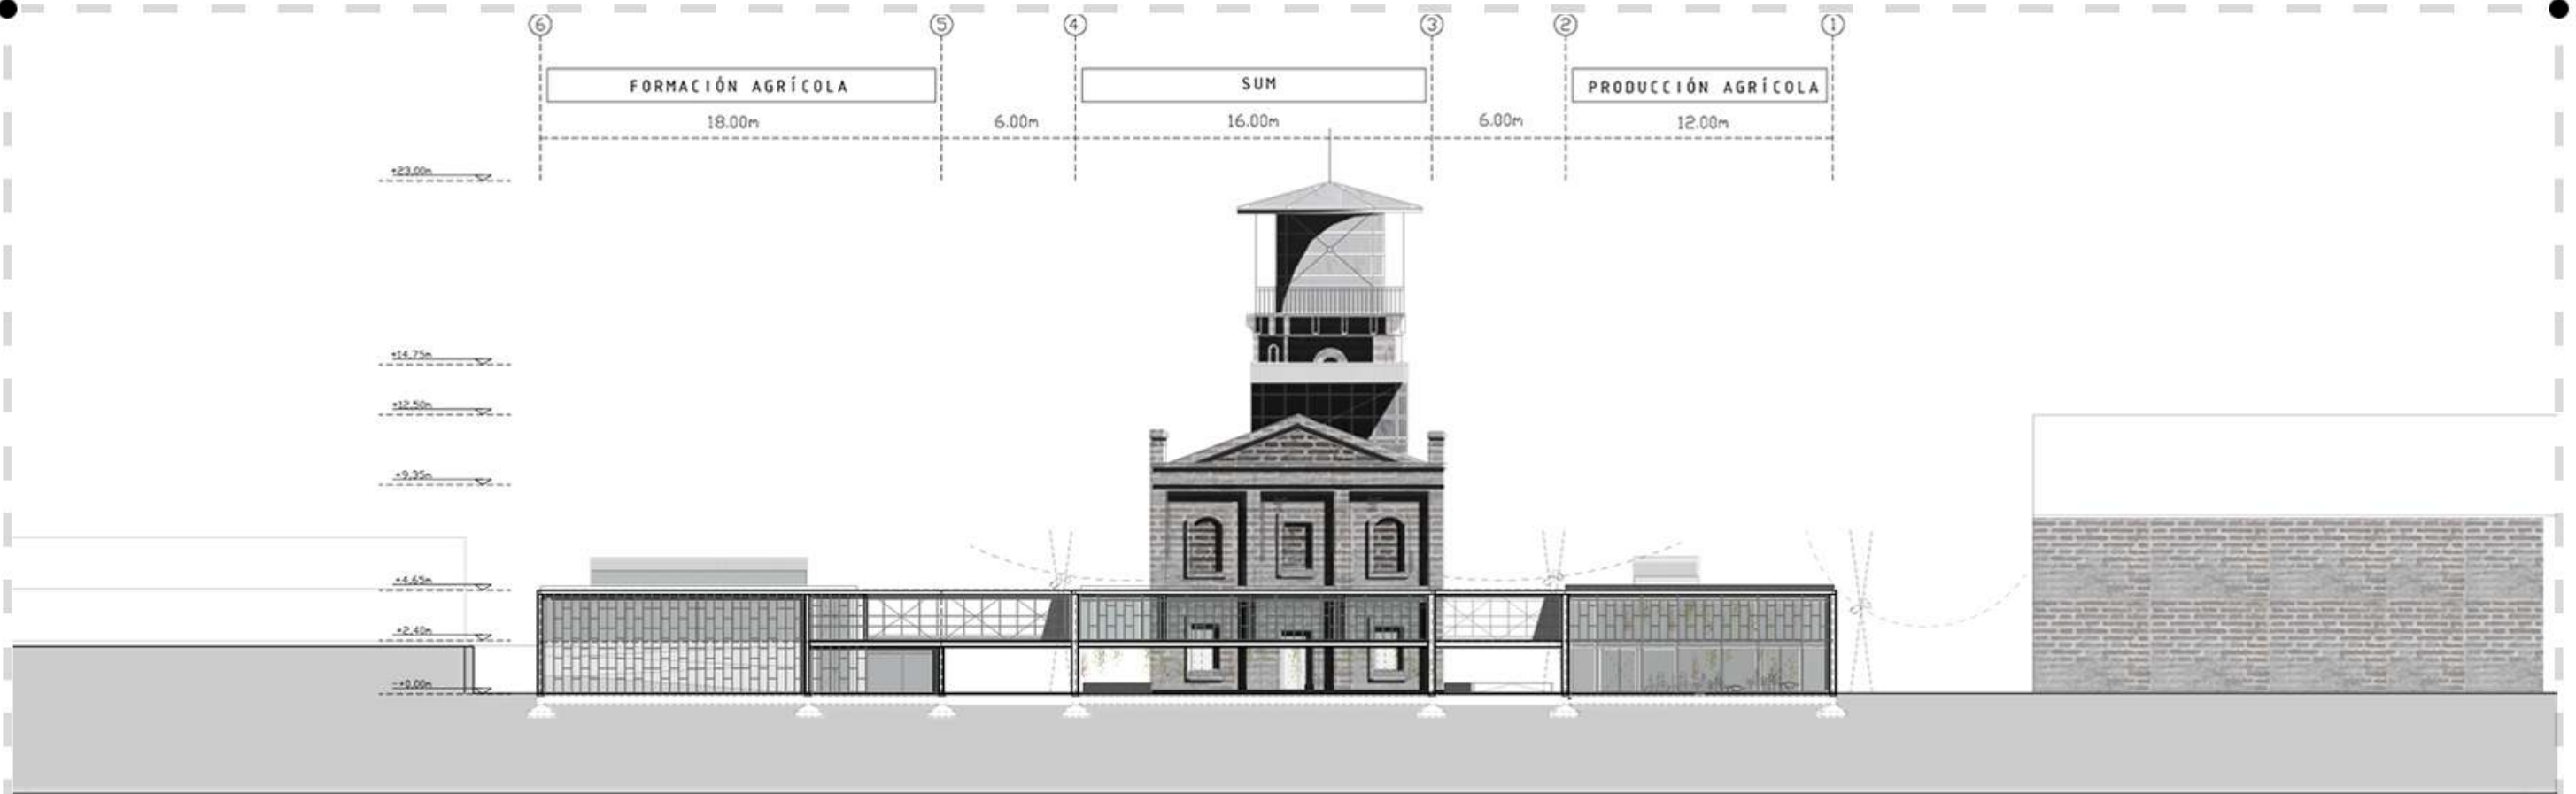 6 5 4 3 2 1
FORMACIÓN AGRÍCOLA SUM PRODUCCIÓN AGRÍCOLA
18.00m 6.00m 16.00m 6.00m 12.00m
+23.00m
+14.75m
+12.50m
+9.35m
+4.65m
+2.40m
+0.00m